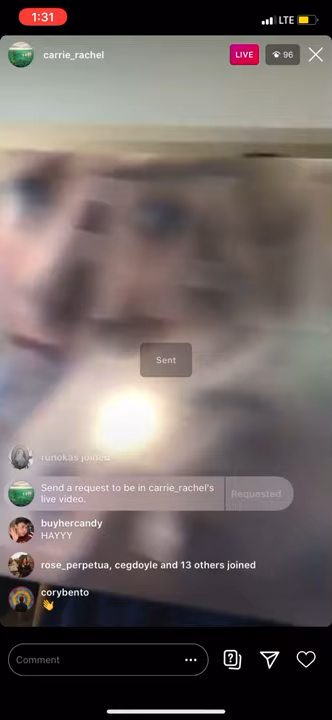 1:31
LTE
carrie_rachel
LIVE
96
Sent
runokas joined
Send a request to be in carrie_rachel's
live video.
Requested
buyhercandy
HAYYY
rose_perpetua, cegdoyle and 13 others joined
corybento
👋
Comment